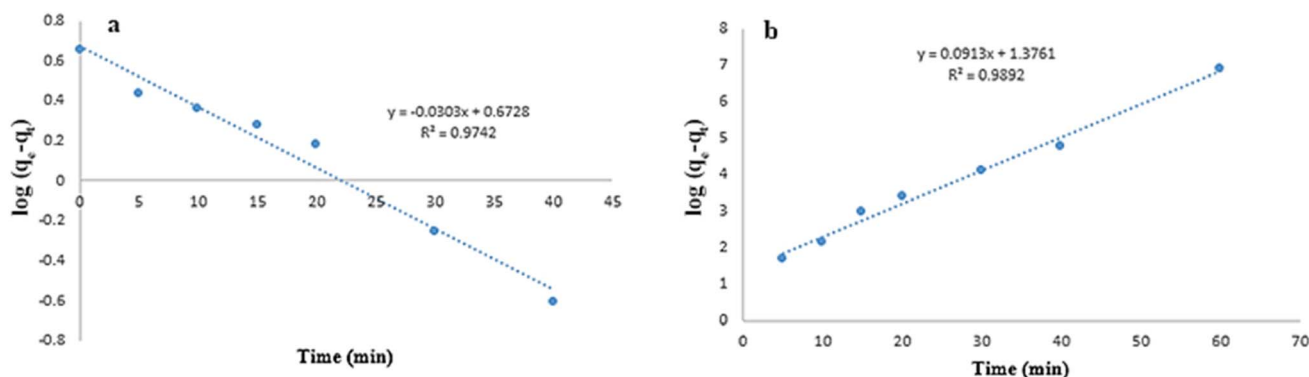 a
log (qe-qt)
0.8
0.6
0.4
0.2
0
-0.2
-0.4
-0.6
-0.8
0 5 10 15 20 25 30 35 40 45
y = -0.0303x + 0.6728
R² = 0.9742
Time (min)
b
log (qe-qt)
8
7
6
5
4
3
2
1
0
0 10 20 30 40 50 60 70
y = 0.0913x + 1.3761
R² = 0.9892
Time (min)